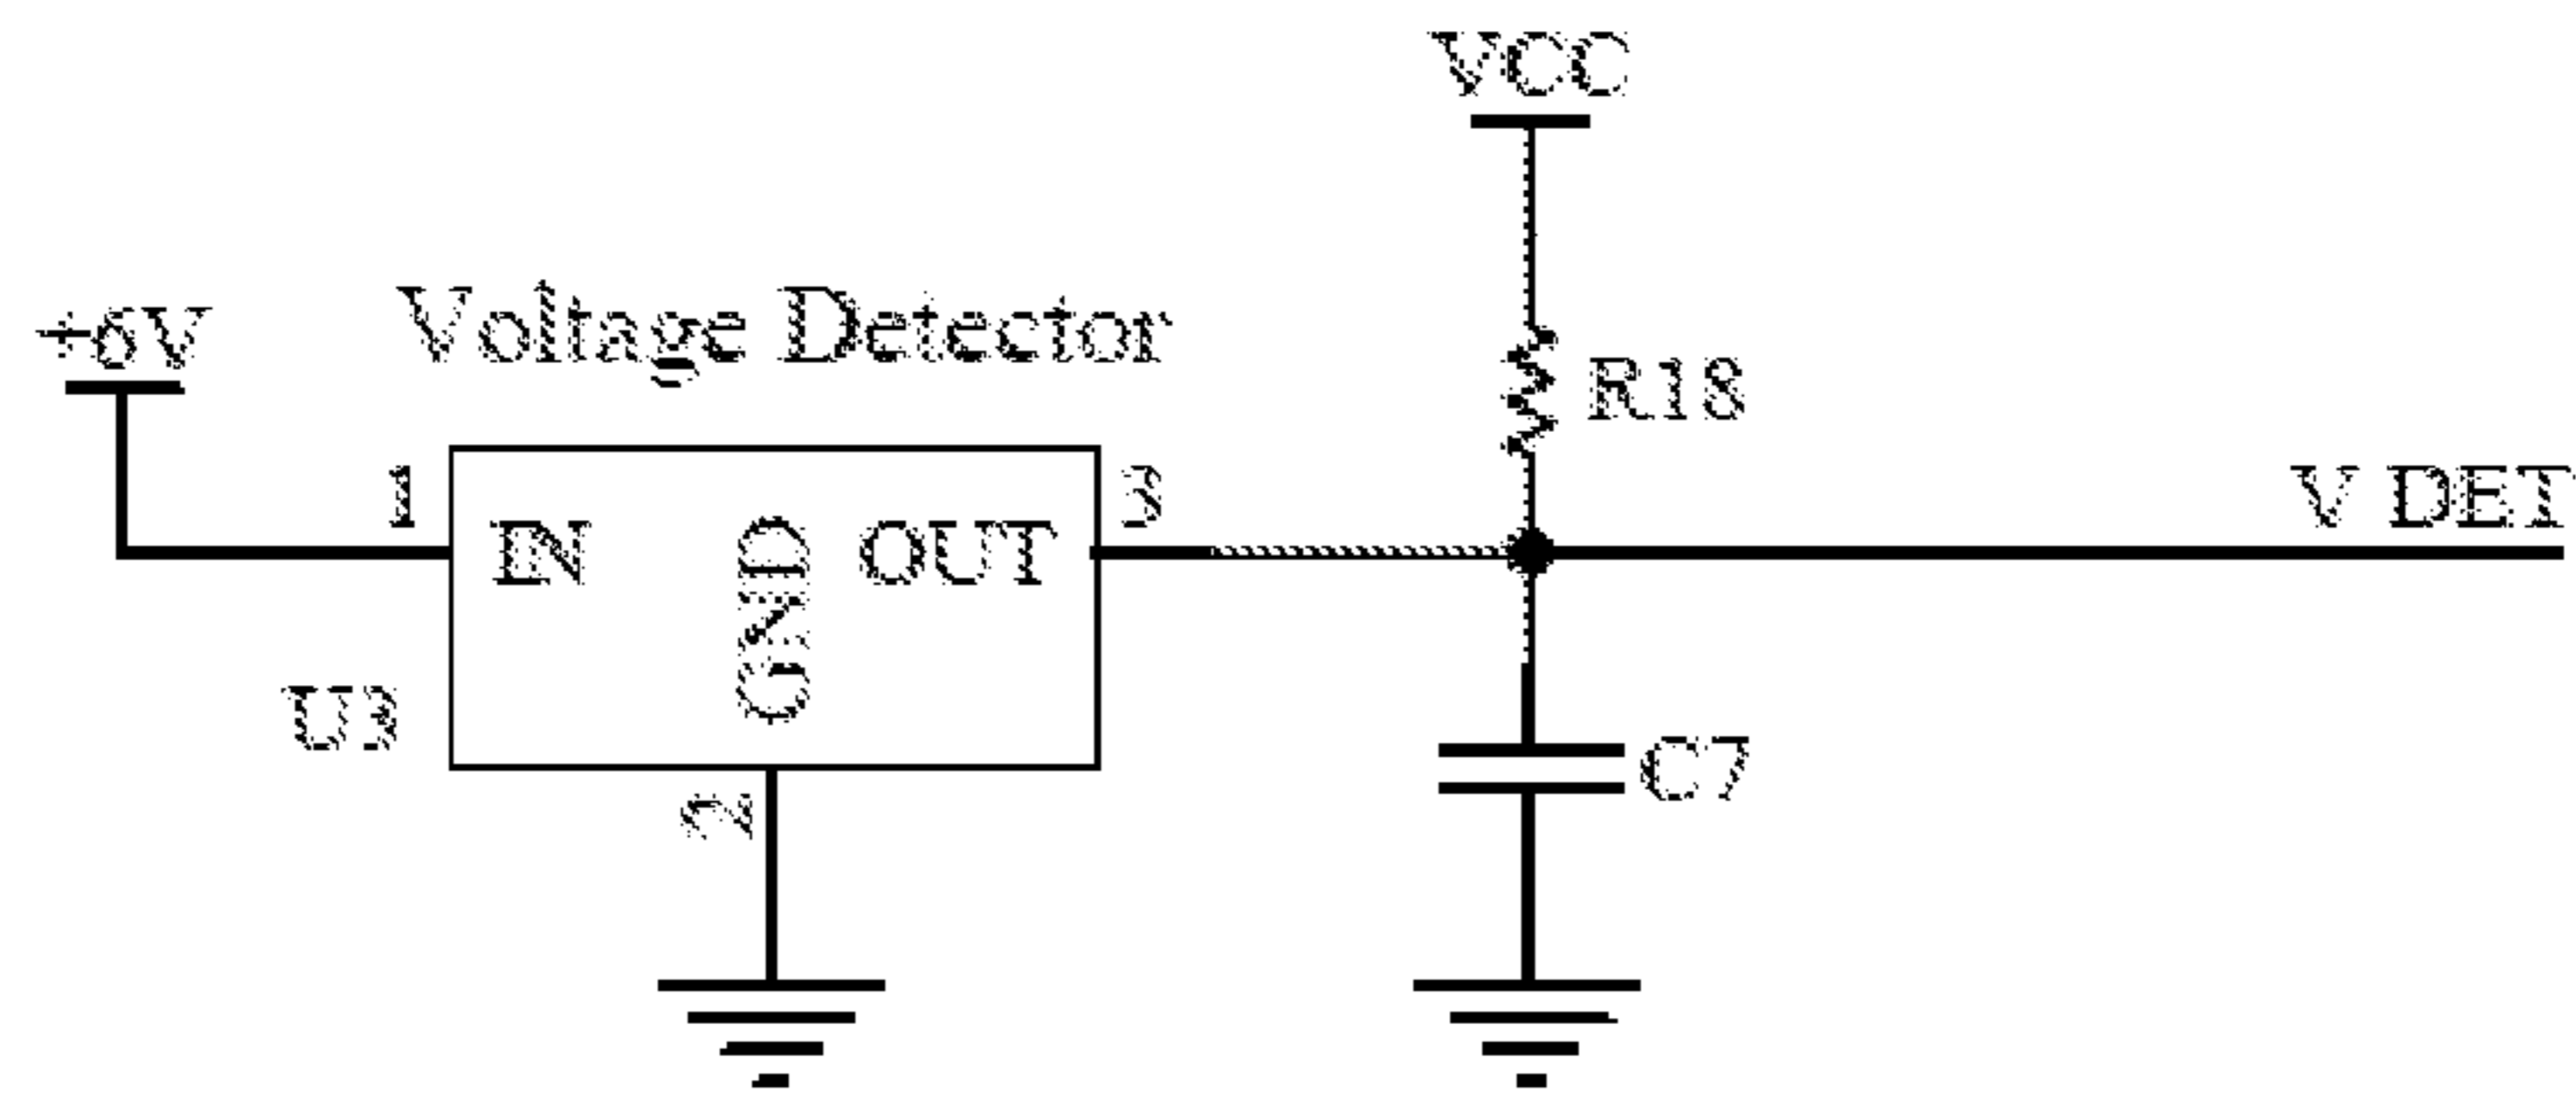 VCC
+6V
Voltage Detector
R18
1
3
V DET
IN
GND
OUT
U3
C7
2